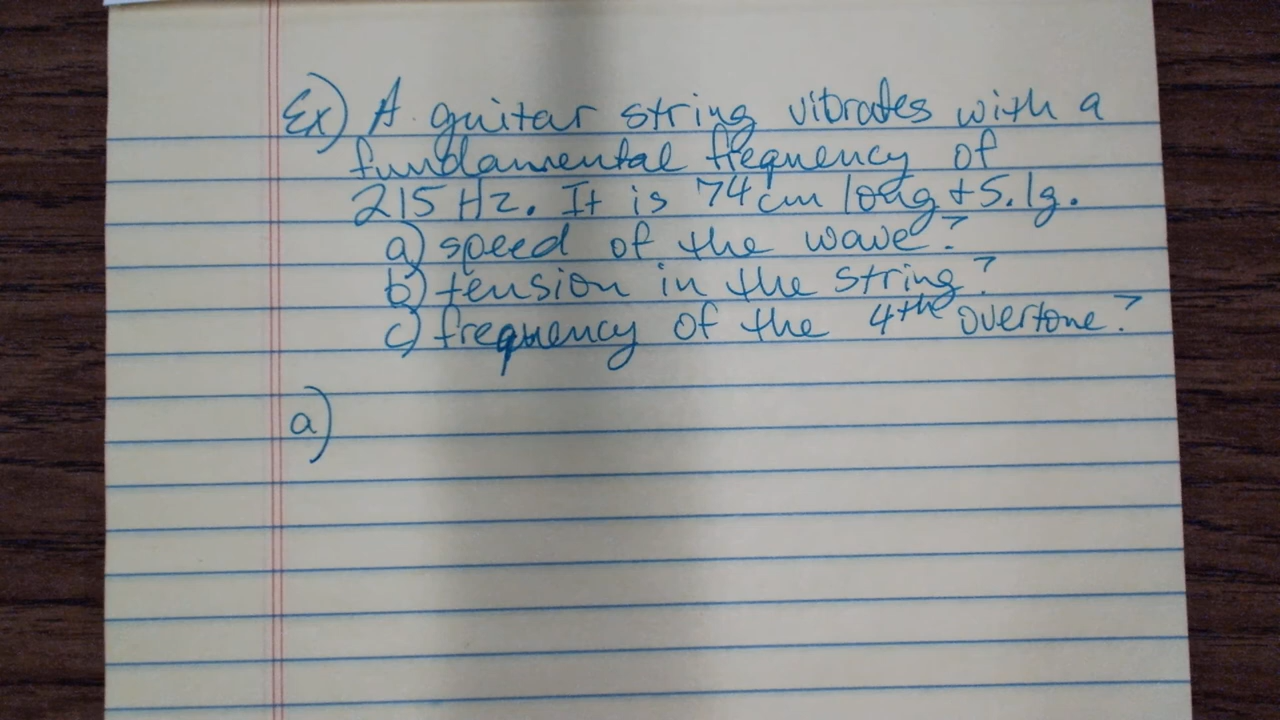 Ex) A guitar string vibrates with a
fundamental frequency of
215 Hz. It is 74 cm long + 5.1g.
a) speed of the wave?
b) tension in the string?
c) frequency of the 4th overtone?
a)